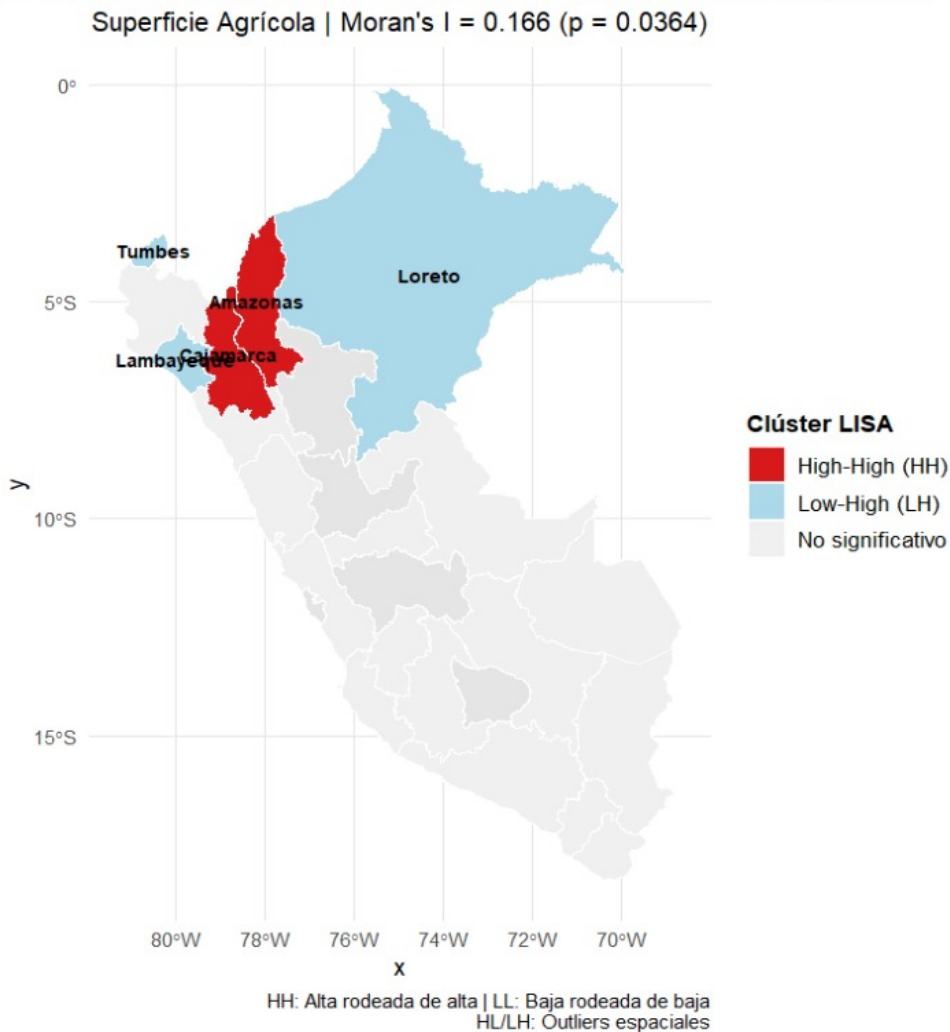 Superficie Agrícola | Moran's I = 0.166 (p = 0.0364)
0°
Tumbes
Loreto
5°S
Amazonas
Cajamarca
Lambayeque
Clúster LISA
High-High (HH)
Low-High (LH)
No significativo
y
10°S
15°S
80°W 78°W 76°W 74°W 72°W 70°W
x
HH: Alta rodeada de alta | LL: Baja rodeada de baja
HL/LH: Outliers espaciales